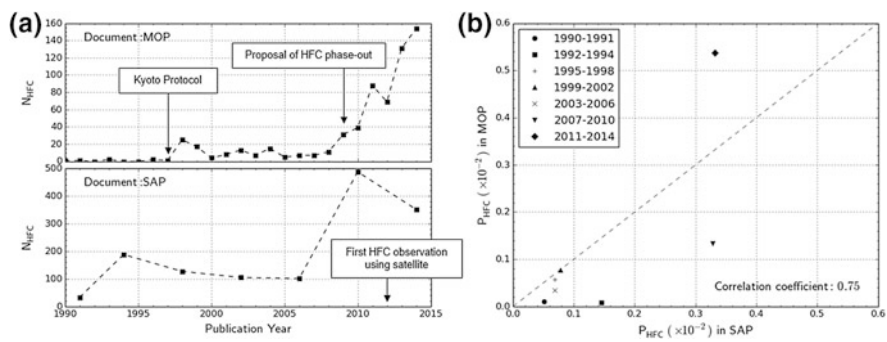 (a)
Document :MOP
Kyoto Protocol
Proposal of HFC phase-out
N_HFC
160
140
120
100
80
60
40
20
0
Document :SAP
First HFC observation
using satellite
N_HFC
500
400
300
200
100
0
1990 1995 2000 2005 2010 2015
Publication Year
(b)
1990-1991
1992-1994
1995-1998
1999-2002
2003-2006
2007-2010
2011-2014
P_HFC (×10⁻²) in MOP
0.6
0.5
0.4
0.3
0.2
0.1
0.0
Correlation coefficient : 0.75
0.0 0.1 0.2 0.3 0.4 0.5 0.6
P_HFC (×10⁻²) in SAP